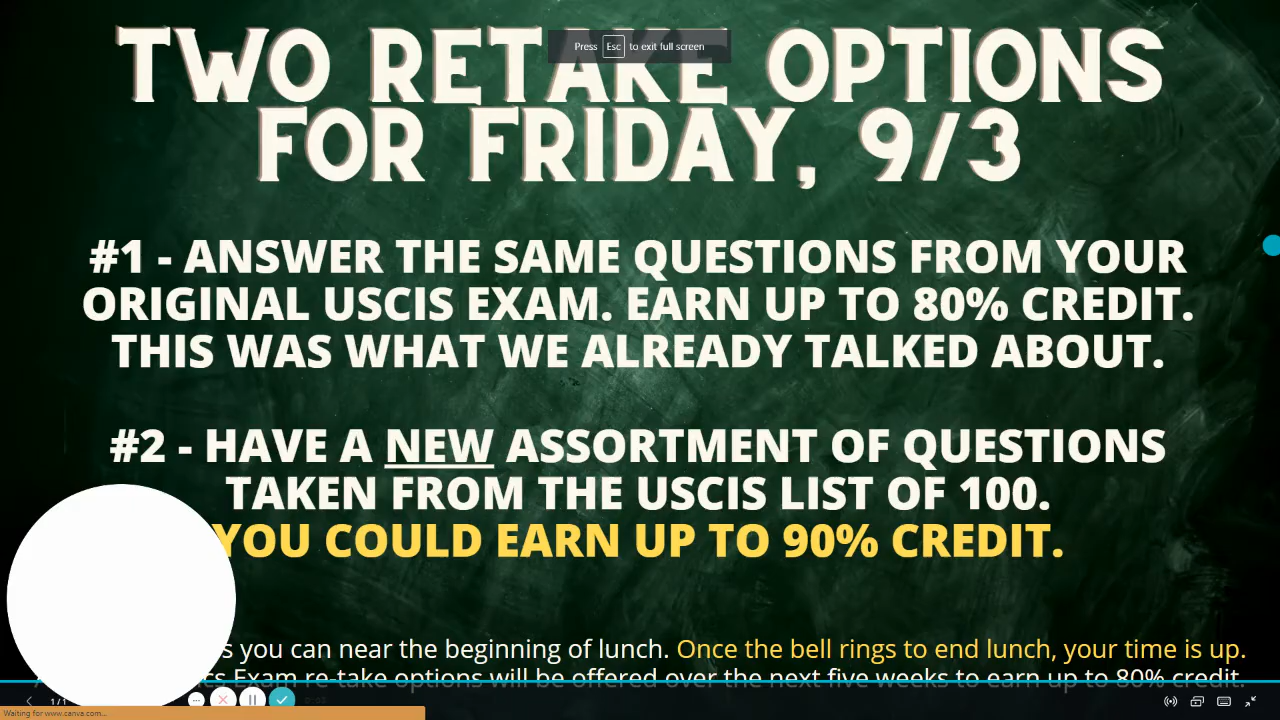 TWO RETAKE OPTIONS
Press Esc to exit full screen
FOR FRIDAY, 9/3
#1 - ANSWER THE SAME QUESTIONS FROM YOUR
ORIGINAL USCIS EXAM. EARN UP TO 80% CREDIT.
THIS WAS WHAT WE ALREADY TALKED ABOUT.
#2 - HAVE A NEW ASSORTMENT OF QUESTIONS
TAKEN FROM THE USCIS LIST OF 100.
YOU COULD EARN UP TO 90% CREDIT.
you can near the beginning of lunch. Once the bell rings to end lunch, your time is up.
Exam re-take options will be offered over the next five weeks to earn up to 80% credit.
1/1
Waiting for www.canva.com...